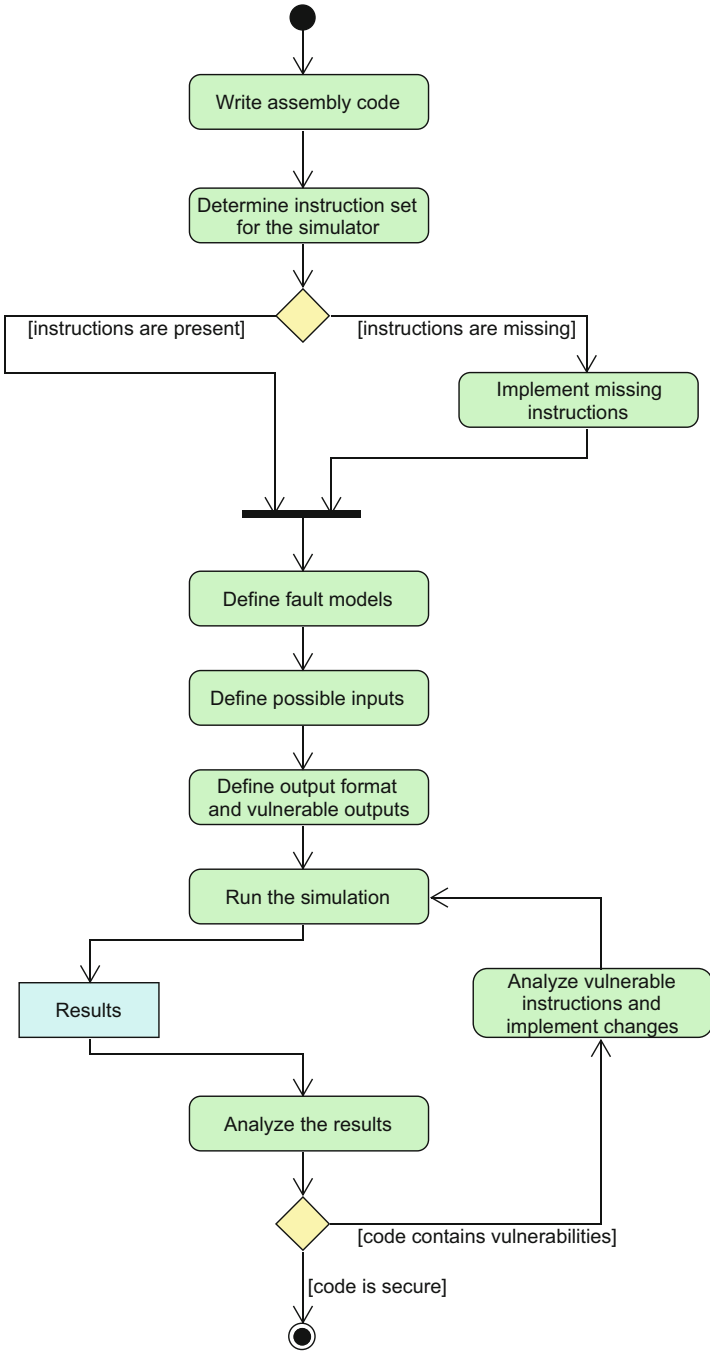 Write assembly code
Determine instruction set
for the simulator
[instructions are present]
[instructions are missing]
Implement missing
instructions
Define fault models
Define possible inputs
Define output format
and vulnerable outputs
Run the simulation
Results
Analyze vulnerable
instructions and
implement changes
Analyze the results
[code contains vulnerabilities]
[code is secure]